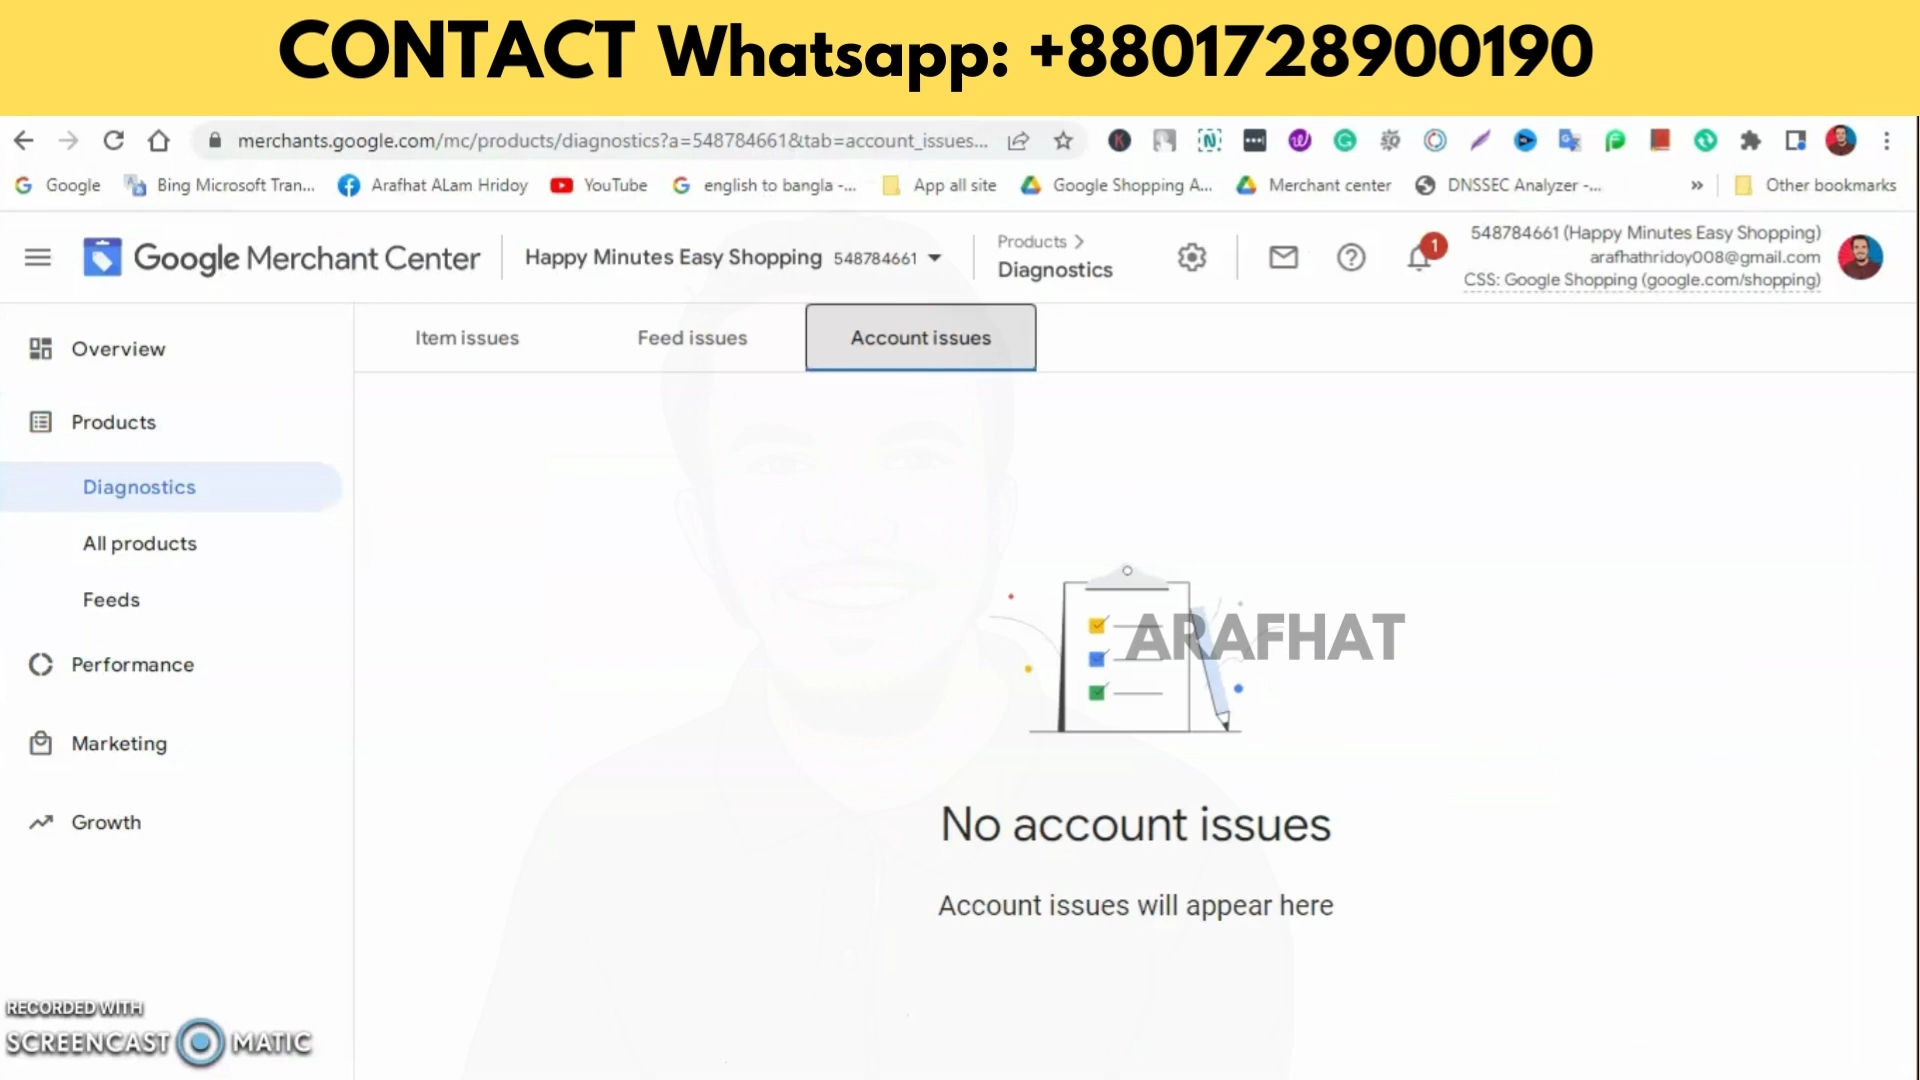 CONTACT Whatsapp: +8801728900190
merchants.google.com/mc/products/diagnostics?a=548784661&tab=account_issues...
Google
Bing Microsoft Tran...
Arafhat ALam Hridoy
YouTube
english to bangla -...
App all site
Google Shopping A...
Merchant center
DNSSEC Analyzer -...
»
Other bookmarks
Google Merchant Center
Happy Minutes Easy Shopping 548784661
Products >
Diagnostics
1
548784661 (Happy Minutes Easy Shopping)
arafhathridoy008@gmail.com
CSS: Google Shopping (google.com/shopping)
Overview
Products
Diagnostics
All products
Feeds
Performance
Marketing
Growth
Item issues
Feed issues
Account issues
ARAFHAT
No account issues
Account issues will appear here
RECORDED WITH
SCREENCAST MATIC